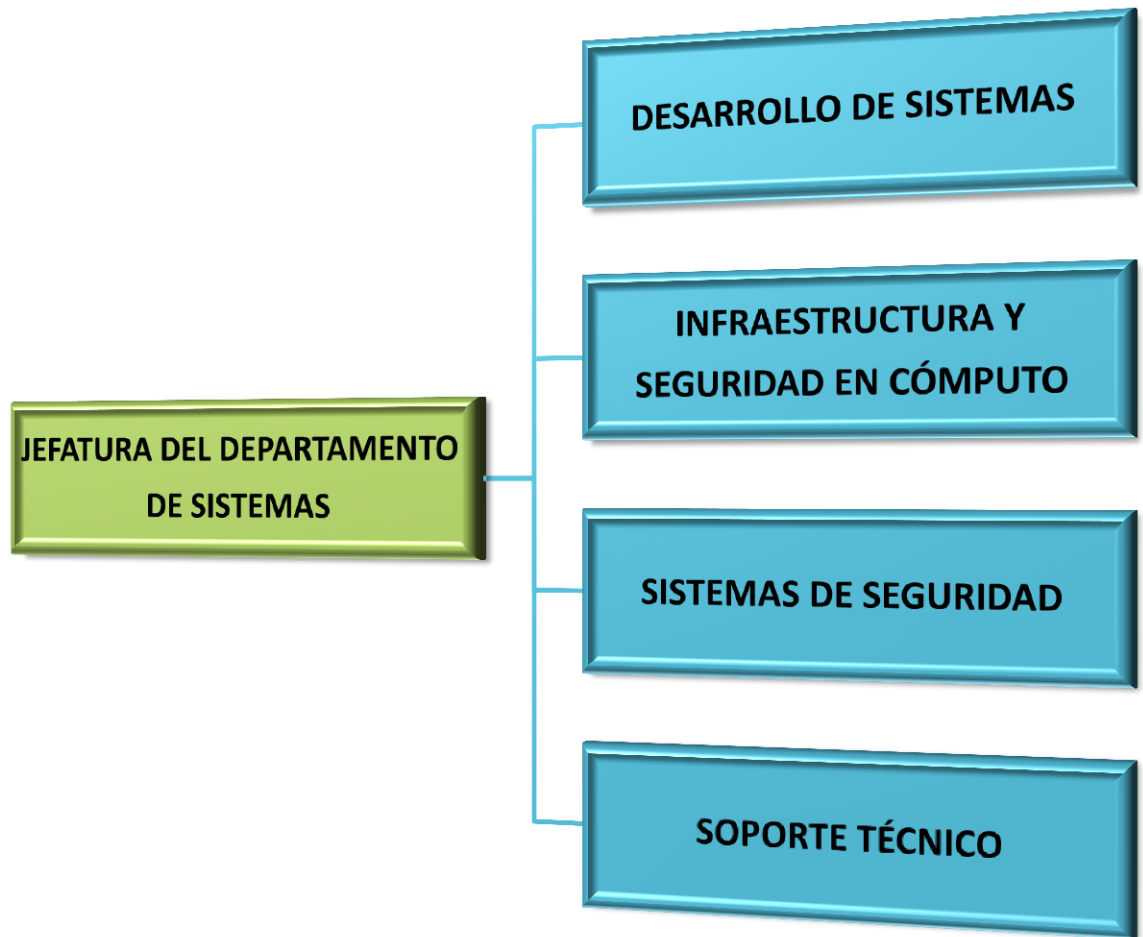 DESARROLLO DE SISTEMAS
INFRAESTRUCTURA Y
SEGURIDAD EN CÓMPUTO
JEFATURA DEL DEPARTAMENTO
DE SISTEMAS
SISTEMAS DE SEGURIDAD
SOPORTE TÉCNICO